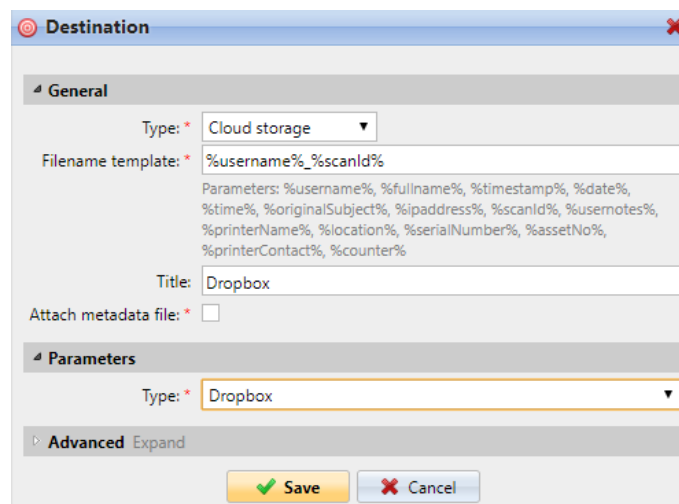 Destination
General
Type: * Cloud storage
Filename template: * %username%_%scanId%
Parameters: %username%, %fullname%, %timestamp%, %date%,
%time%, %originalSubject%, %ipaddress%, %scanId%, %usernotes%,
%printerName%, %location%, %serialNumber%, %assetNo%,
%printerContact%, %counter%
Title: Dropbox
Attach metadata file: *
Parameters
Type: * Dropbox
Advanced Expand
Save Cancel